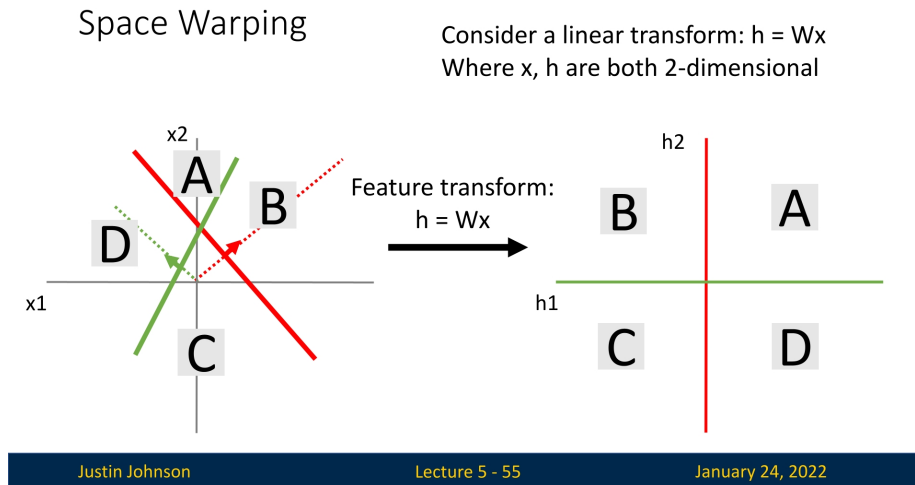 Space Warping
Consider a linear transform: h = Wx
Where x, h are both 2-dimensional
x2
A
B
D
x1
C
Feature transform:
h = Wx
h2
B
A
h1
C
D
Justin Johnson
Lecture 5 - 55
January 24, 2022